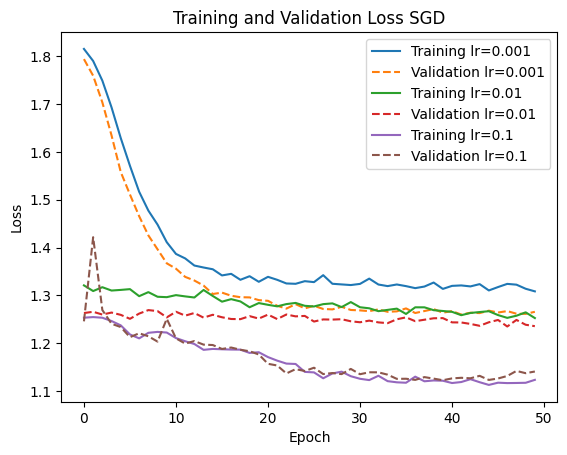 Training and Validation Loss SGD
Training lr=0.001
Validation lr=0.001
Training lr=0.01
Validation lr=0.01
Training lr=0.1
Validation lr=0.1
Loss
1.8
1.7
1.6
1.5
1.4
1.3
1.2
1.1
0
10
20
30
40
50
Epoch